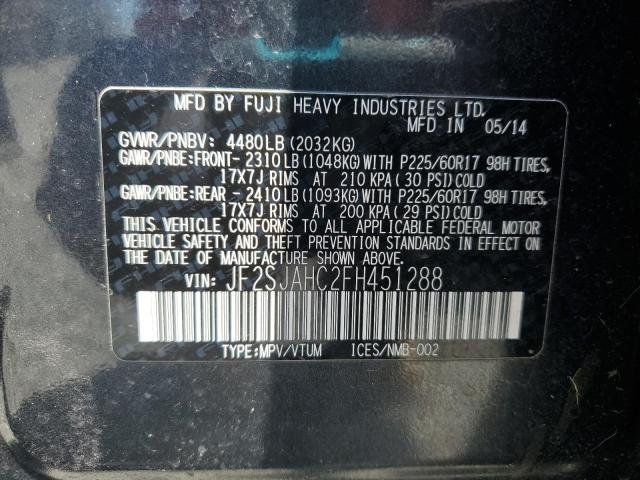 MFD BY FUJI HEAVY INDUSTRIES LTD.
MFD IN 05/14
GVWR/PNBV: 4480LB (2032KG)
GAWR/PNBE: FRONT- 2310LB (1048KG) WITH P225/60R17 98H TIRES,
17X7J RIMS AT 210 KPA (30 PSI) COLD
GAWR/PNBE: REAR - 2410LB (1093KG) WITH P225/60R17 98H TIRES,
17X7J RIMS AT 200 KPA (29 PSI) COLD
THIS VEHICLE CONFORMS TO ALL APPLICABLE FEDERAL MOTOR
VEHICLE SAFETY AND THEFT PREVENTION STANDARDS IN EFFECT ON
THE DATE OF MANUFACTURE SHOWN ABOVE.
VIN: JF2SJAHC2FH451288
TYPE: MPV/VTUM ICES/NMB-002